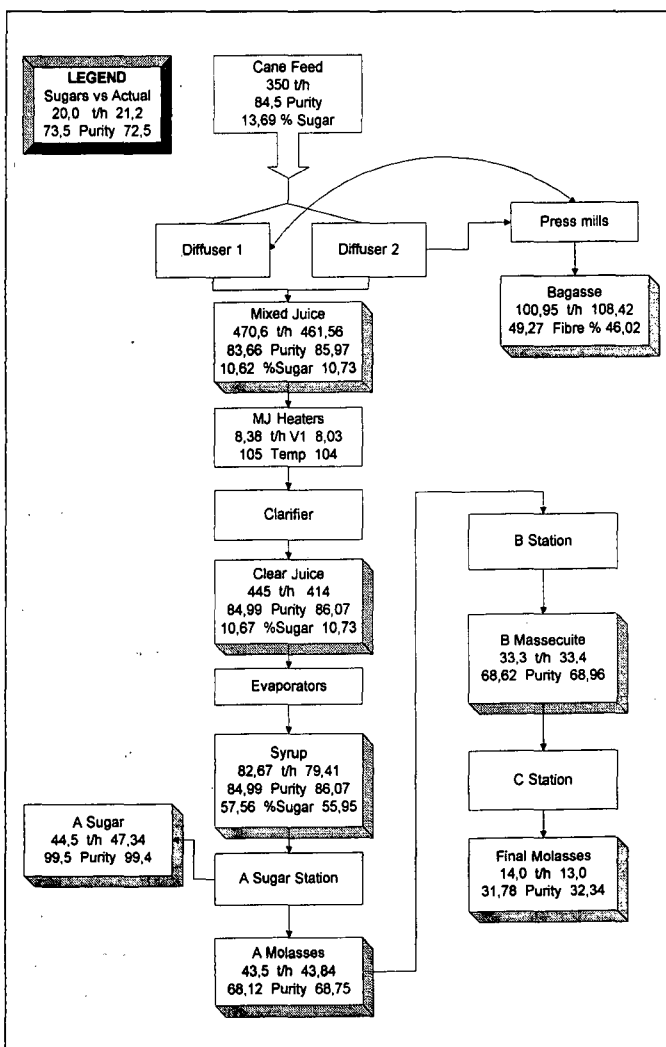 LEGEND
Sugars vs Actual
20,0 t/h 21,2
73,5 Purity 72,5
Cane Feed
350 t/h
84,5 Purity
13,69 % Sugar
Diffuser 1
Diffuser 2
Press mills
Bagasse
100,95 t/h 108,42
49,27 Fibre % 46,02
Mixed Juice
470,6 t/h 461,56
83,66 Purity 85,97
10,62 %Sugar 10,73
MJ Heaters
8,38 t/h V1 8,03
105 Temp 104
Clarifier
Clear Juice
445 t/h 414
84,99 Purity 86,07
10,67 %Sugar 10,73
Evaporators
Syrup
82,67 t/h 79,41
84,99 Purity 86,07
57,56 %Sugar 55,95
A Sugar
44,5 t/h 47,34
99,5 Purity 99,4
A Sugar Station
A Molasses
43,5 t/h 43,84
68,12 Purity 68,75
B Station
B Massecuite
33,3 t/h 33,4
68,62 Purity 68,96
C Station
Final Molasses
14,0 t/h 13,0
31,78 Purity 32,34